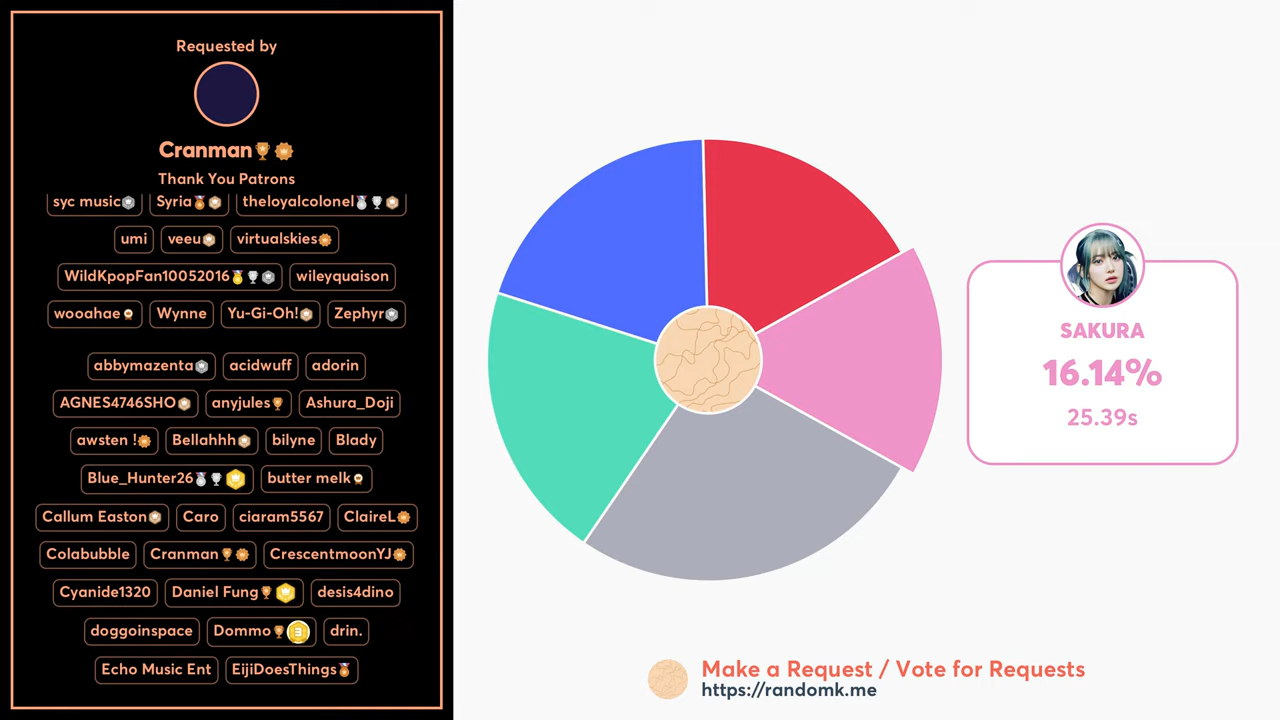 Requested by
Cranman
Thank You Patrons
syc music Syria theloyalcolonel
umi veeu virtualskies
WildKpopFan10052016 wileyquaison
wooahae Wynne Yu-Gi-Oh! Zephyr
abbymazenta acidwuff adorin
AGNES4746SHO anyjules Ashura_Doji
awsten ! Bellahhh bilyne Blady
Blue_Hunter26 butter melk
Callum Easton Caro ciaram5567 ClaireL
Colabubble Cranman CrescentmoonYJ
Cyanide1320 Daniel Fung desis4dino
doggoinspace Dommo drin.
Echo Music Ent EijiDoesThings
SAKURA
16.14%
25.39s
Make a Request / Vote for Requests
https://randomk.me